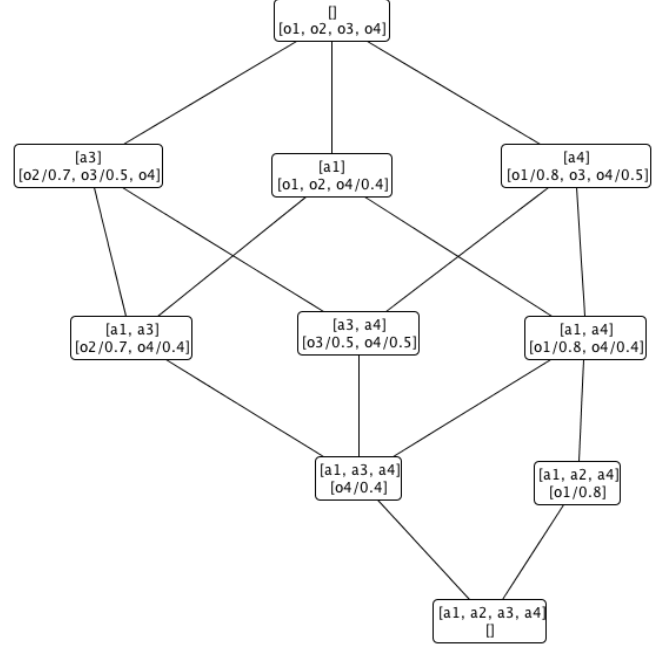 []
[o1, o2, o3, o4]
[a3]
[o2/0.7, o3/0.5, o4]
[a1]
[o1, o2, o4/0.4]
[a4]
[o1/0.8, o3, o4/0.5]
[a1, a3]
[o2/0.7, o4/0.4]
[a3, a4]
[o3/0.5, o4/0.5]
[a1, a4]
[o1/0.8, o4/0.4]
[a1, a3, a4]
[o4/0.4]
[a1, a2, a4]
[o1/0.8]
[a1, a2, a3, a4]
[]